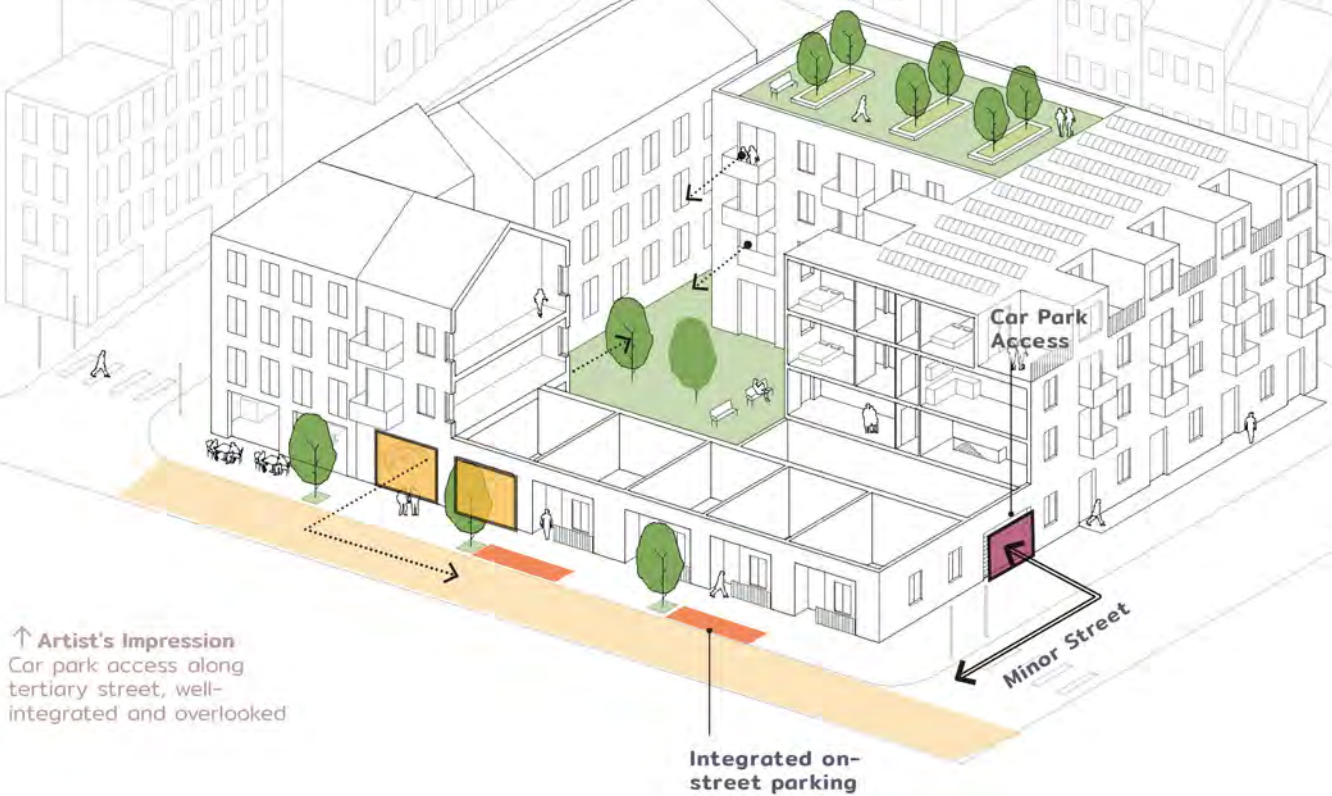 Car Park
Access
Minor Street
↑ Artist's Impression
Car park access along
tertiary street, well-
integrated and overlooked
Integrated on-
street parking